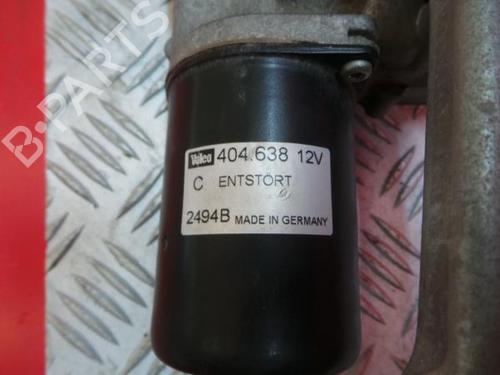 Valeo 404.638 12V
C ENTSTÖRT
2494B MADE IN GERMANY
B-PARTS